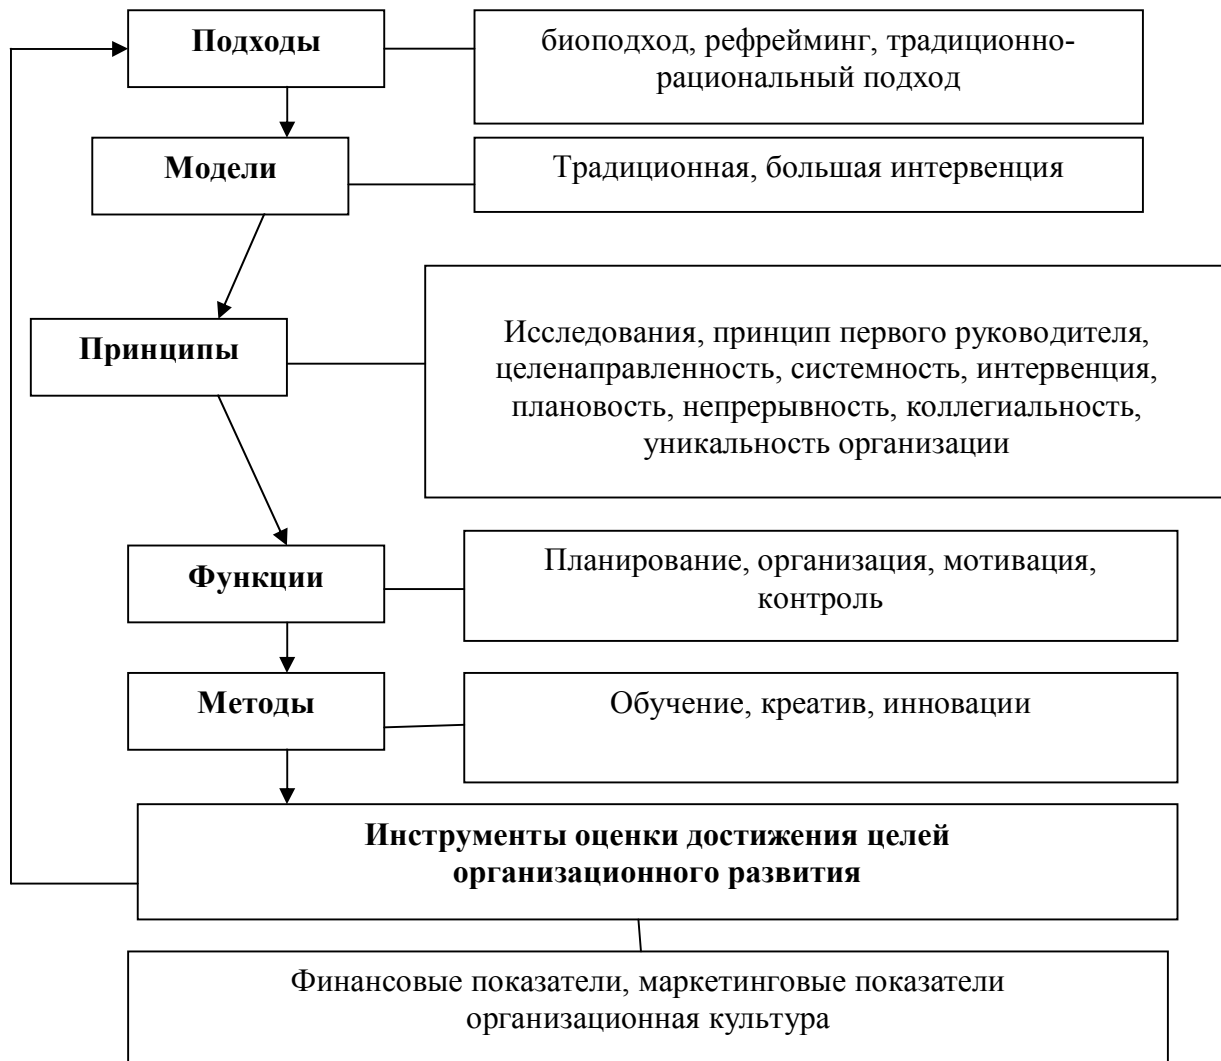 Подходы
биоподход, рефрейминг, традиционно-
рациональный подход
Модели
Традиционная, большая интервенция
Принципы
Исследования, принцип первого руководителя,
целенаправленность, системность, интервенция,
плановость, непрерывность, коллегиальность,
уникальность организации
Функции
Планирование, организация, мотивация,
контроль
Методы
Обучение, креатив, инновации
Инструменты оценки достижения целей
организационного развития
Финансовые показатели, маркетинговые показатели
организационная культура